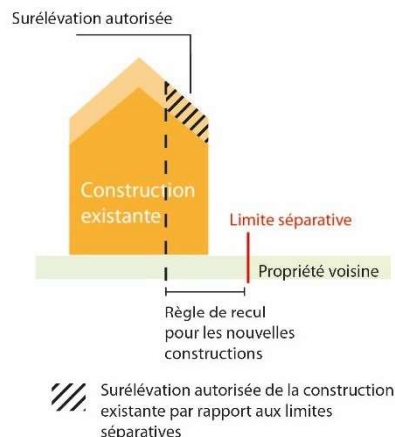 Surélévation autorisée
Construction
existante
Limite séparative
Propriété voisine
Règle de recul
pour les nouvelles
constructions
Surélévation autorisée de la construction
existante par rapport aux limites
séparatives